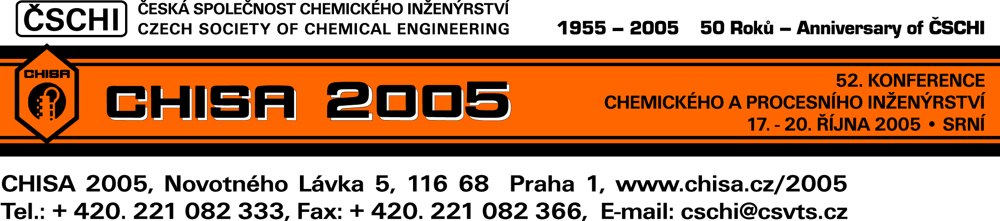 ČSCHI
ČESKÁ SPOLEČNOST CHEMICKÉHO INŽENÝRSTVÍ
CZECH SOCIETY OF CHEMICAL ENGINEERING
1955 – 2005 50 Roků – Anniversary of ČSCHI
CHISA
CHISA 2005
52. KONFERENCE
CHEMICKÉHO A PROCESNÍHO INŽENÝRSTVÍ
17. - 20. ŘÍJNA 2005 • SRNÍ
CHISA 2005, Novotného Lávka 5, 116 68 Praha 1, www.chisa.cz/2005
Tel.: + 420. 221 082 333, Fax: + 420. 221 082 366, E-mail: cschi@csvts.cz